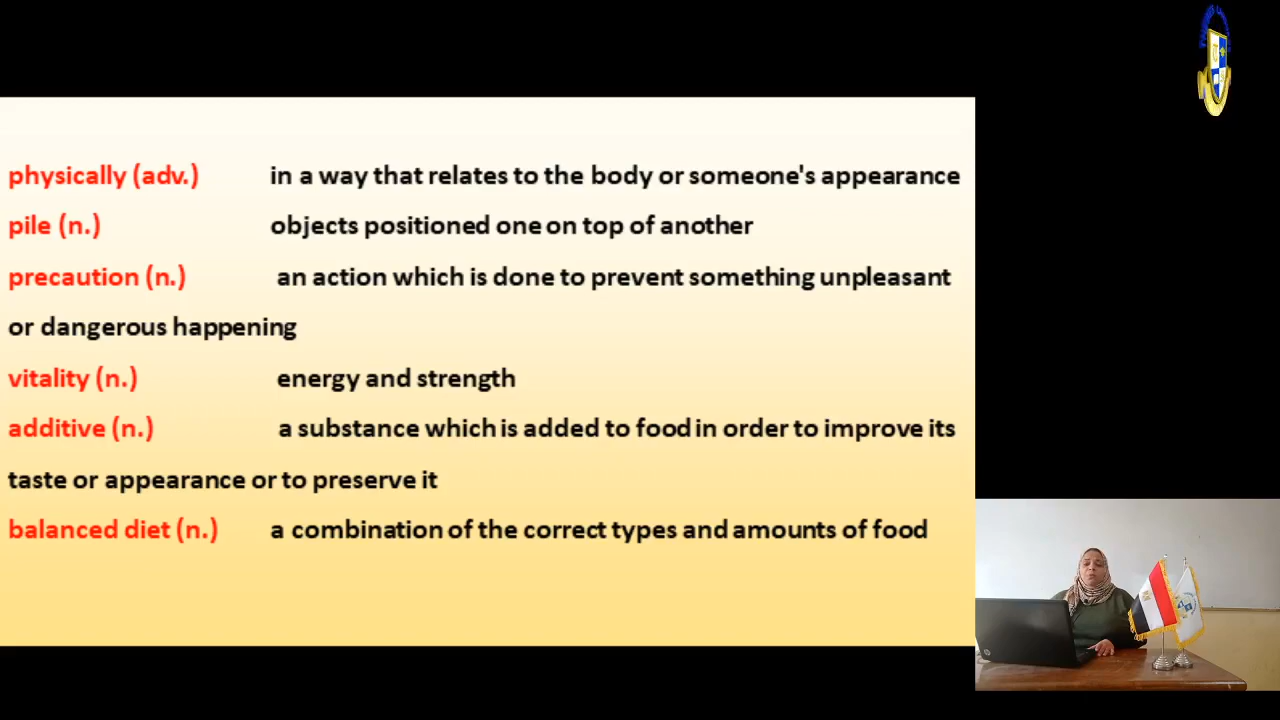 physically (adv.) in a way that relates to the body or someone's appearance
pile (n.) objects positioned one on top of another
precaution (n.) an action which is done to prevent something unpleasant
or dangerous happening
vitality (n.) energy and strength
additive (n.) a substance which is added to food in order to improve its
taste or appearance or to preserve it
balanced diet (n.) a combination of the correct types and amounts of food